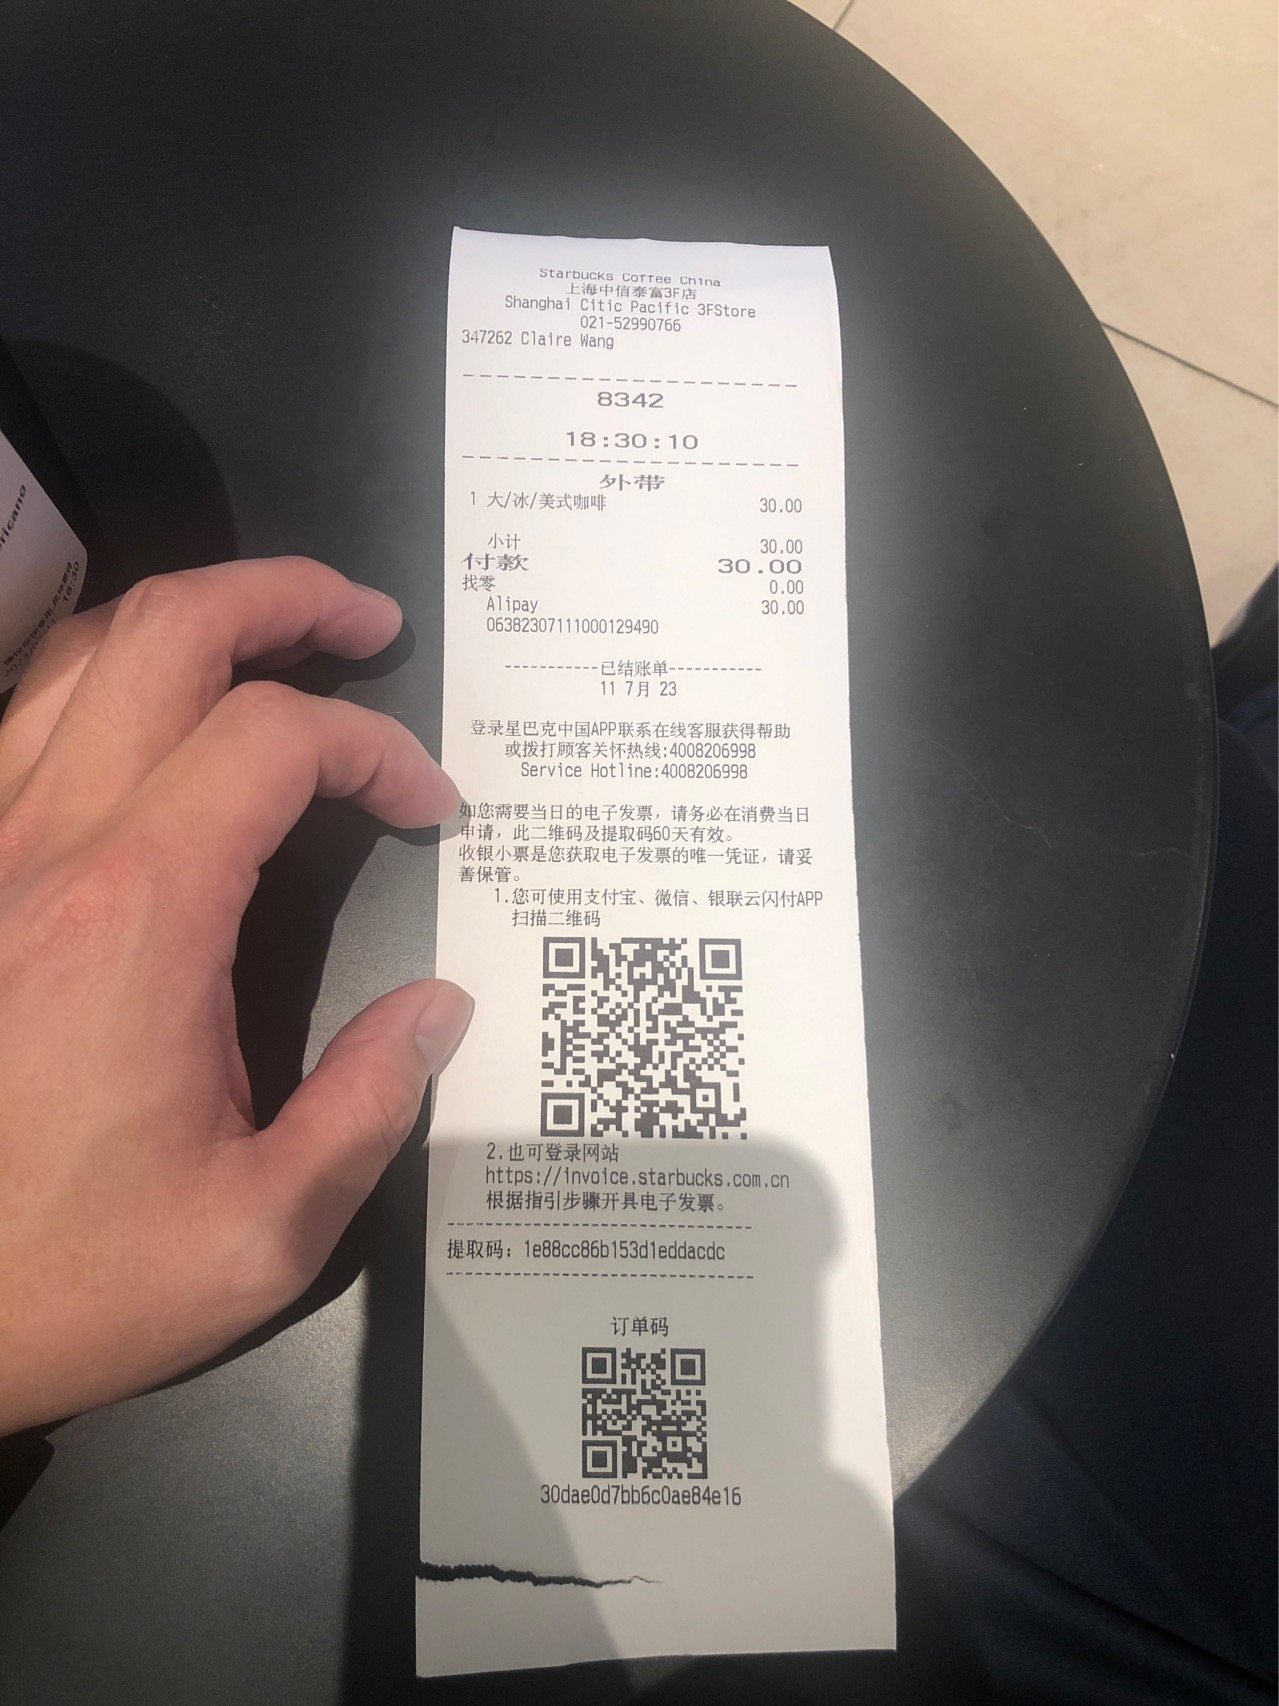 Starbucks Coffee China
上海中信泰富3F店
Shanghai Citic Pacific 3FStore
021-52990766
347262 Claire Wang
8342
18:30:10
外带
1 大/冰/美式咖啡 30.00
小计 30.00
付款 30.00
找零 0.00
Alipay 30.00
06382307111000129490
-----------已结账单-----------
11 7月 23
登录星巴克中国APP联系在线客服获得帮助
或拨打顾客关怀热线:4008206998
Service Hotline:4008206998
如您需要当日的电子发票，请务必在消费当日
申请，此二维码及提取码60天有效。
收银小票是您获取电子发票的唯一凭证，请妥
善保管。
1.您可使用支付宝、微信、银联云闪付APP
扫描二维码
2.也可登录网站
https://invoice.starbucks.com.cn
根据指引步骤开具电子发票。
提取码：1e88cc86b153d1eddacdc
订单码
30dae0d7bb6c0ae84e16
18:30